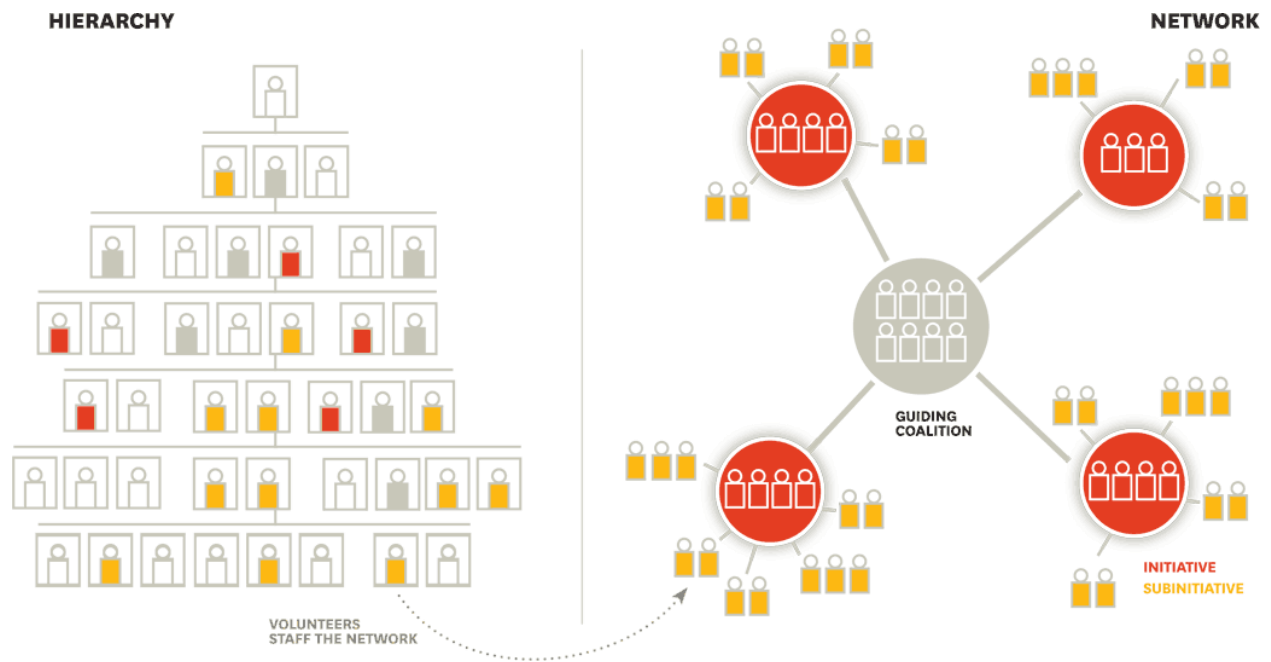 HIERARCHY
NETWORK
GUIDING
COALITION
INITIATIVE
SUBINITIATIVE
VOLUNTEERS
STAFF THE NETWORK